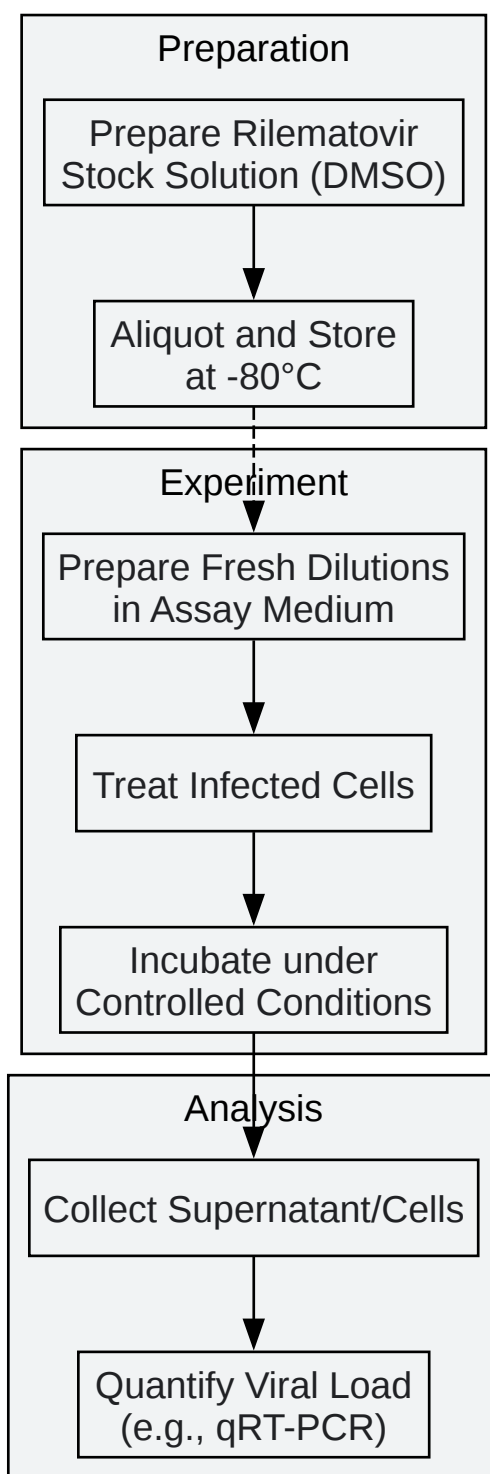 Preparation
Prepare Rilematovir
Stock Solution (DMSO)
Aliquot and Store
at -80°C
Experiment
Prepare Fresh Dilutions
in Assay Medium
Treat Infected Cells
Incubate under
Controlled Conditions
Analysis
Collect Supernatant/Cells
Quantify Viral Load
(e.g., qRT-PCR)